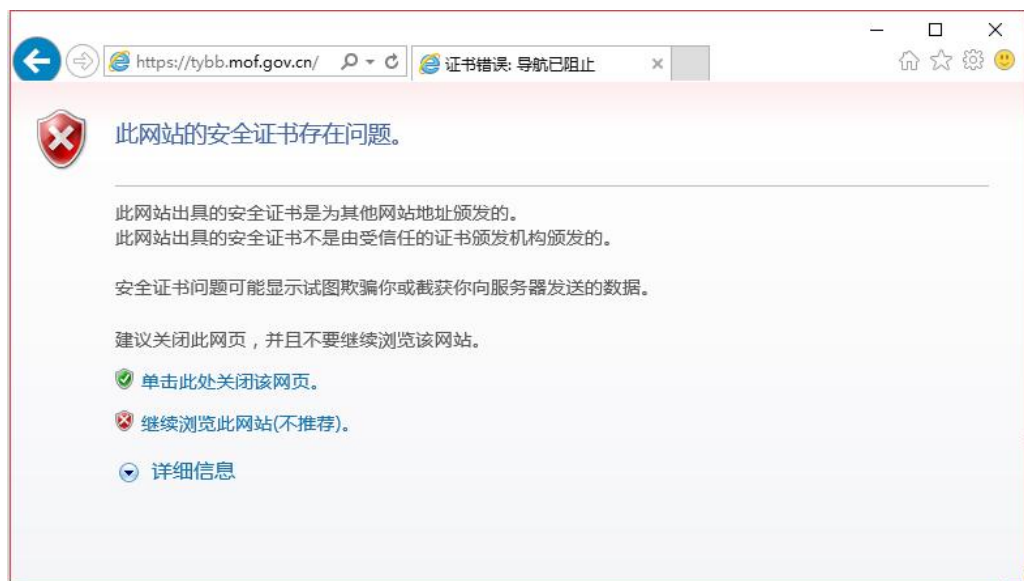 https://tybb.mof.gov.cn/
证书错误: 导航已阻止
此网站的安全证书存在问题。
此网站出具的安全证书是为其他网站地址颁发的。
此网站出具的安全证书不是由受信任的证书颁发机构颁发的。
安全证书问题可能显示试图欺骗你或截获你向服务器发送的数据。
建议关闭此网页，并且不要继续浏览该网站。
单击此处关闭该网页。
继续浏览此网站(不推荐)。
详细信息